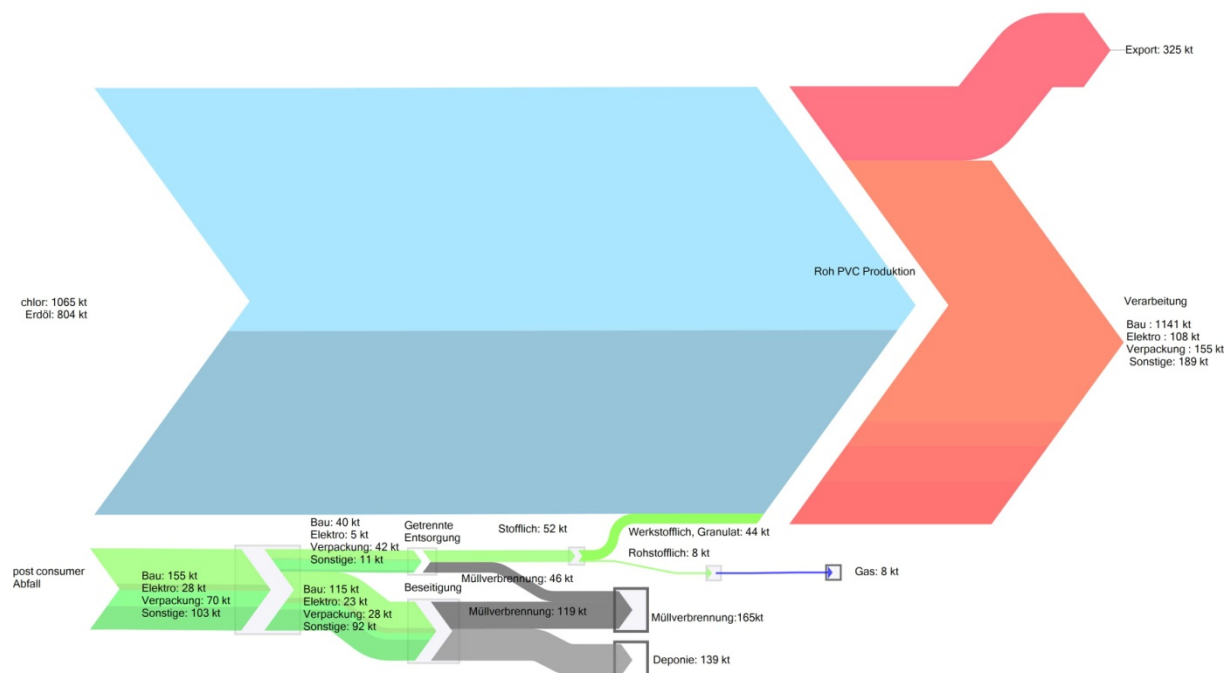 Export: 325 kt
Roh PVC Produktion
chlor: 1065 kt
Erdöl: 804 kt
Verarbeitung
Bau : 1141 kt
Elektro : 108 kt
Verpackung : 155 kt
Sonstige: 189 kt
post consumer
Abfall
Bau: 155 kt
Elektro: 28 kt
Verpackung: 70 kt
Sonstige: 103 kt
Bau: 40 kt
Elektro: 5 kt
Verpackung: 42 kt
Sonstige: 11 kt
Getrennte
Entsorgung
Stofflich: 52 kt
Werkstofflich, Granulat: 44 kt
Rohstofflich: 8 kt
Gas: 8 kt
Müllverbrennung: 46 kt
Bau: 115 kt
Elektro: 23 kt
Verpackung: 28 kt
Sonstige: 92 kt
Beseitigung
Müllverbrennung: 119 kt
Müllverbrennung:165kt
Deponie: 139 kt